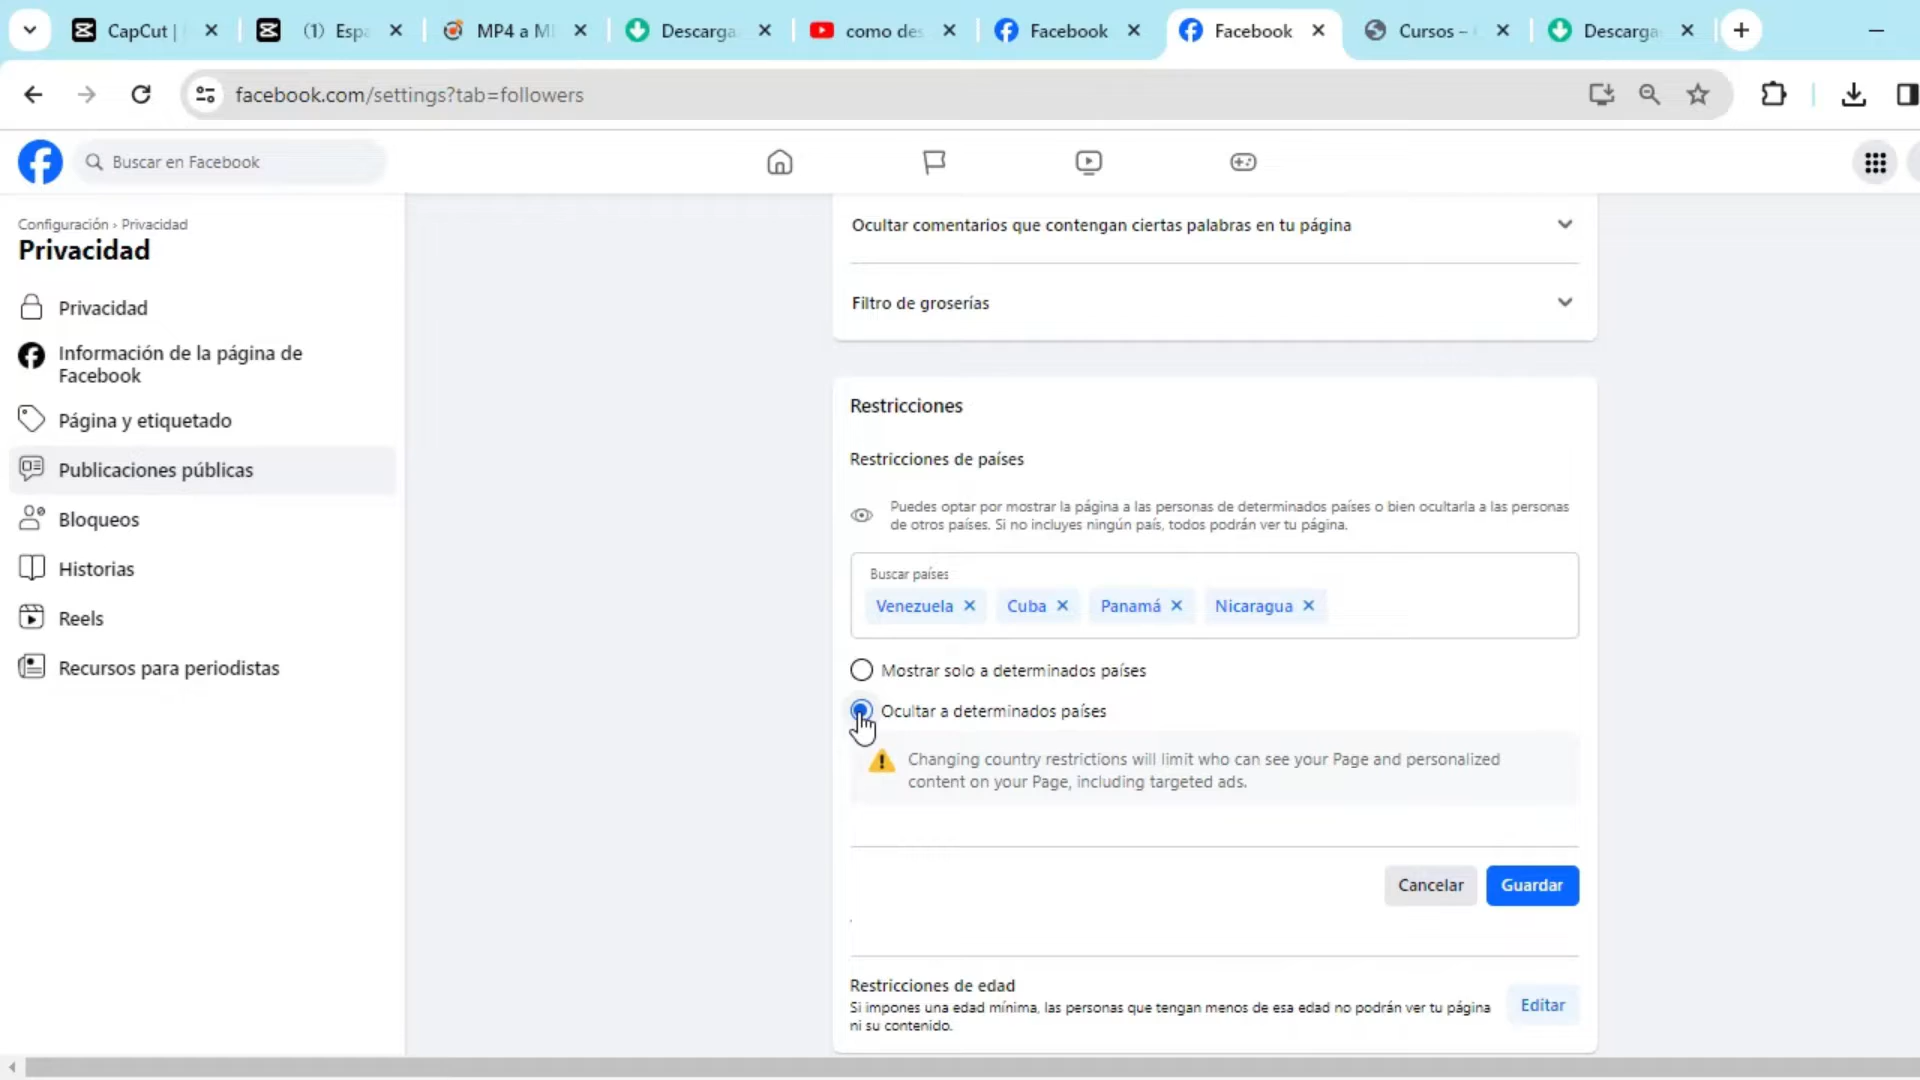 CapCut |
(1) Espa
MP4 a M
Descarga
como des
Facebook
Facebook
Cursos –
Descarga
facebook.com/settings?tab=followers
Buscar en Facebook
Configuración › Privacidad
Privacidad
Privacidad
Información de la página de
Facebook
Página y etiquetado
Publicaciones públicas
Bloqueos
Historias
Reels
Recursos para periodistas
Ocultar comentarios que contengan ciertas palabras en tu página
Filtro de groserías
Restricciones
Restricciones de países
Puedes optar por mostrar la página a las personas de determinados países o bien ocultarla a las personas
de otros países. Si no incluyes ningún país, todos podrán ver tu página.
Buscar países
Venezuela Cuba Panamá Nicaragua
Mostrar solo a determinados países
Ocultar a determinados países
Changing country restrictions will limit who can see your Page and personalized
content on your Page, including targeted ads.
Cancelar Guardar
Restricciones de edad
Si impones una edad mínima, las personas que tengan menos de esa edad no podrán ver tu página
ni su contenido.
Editar